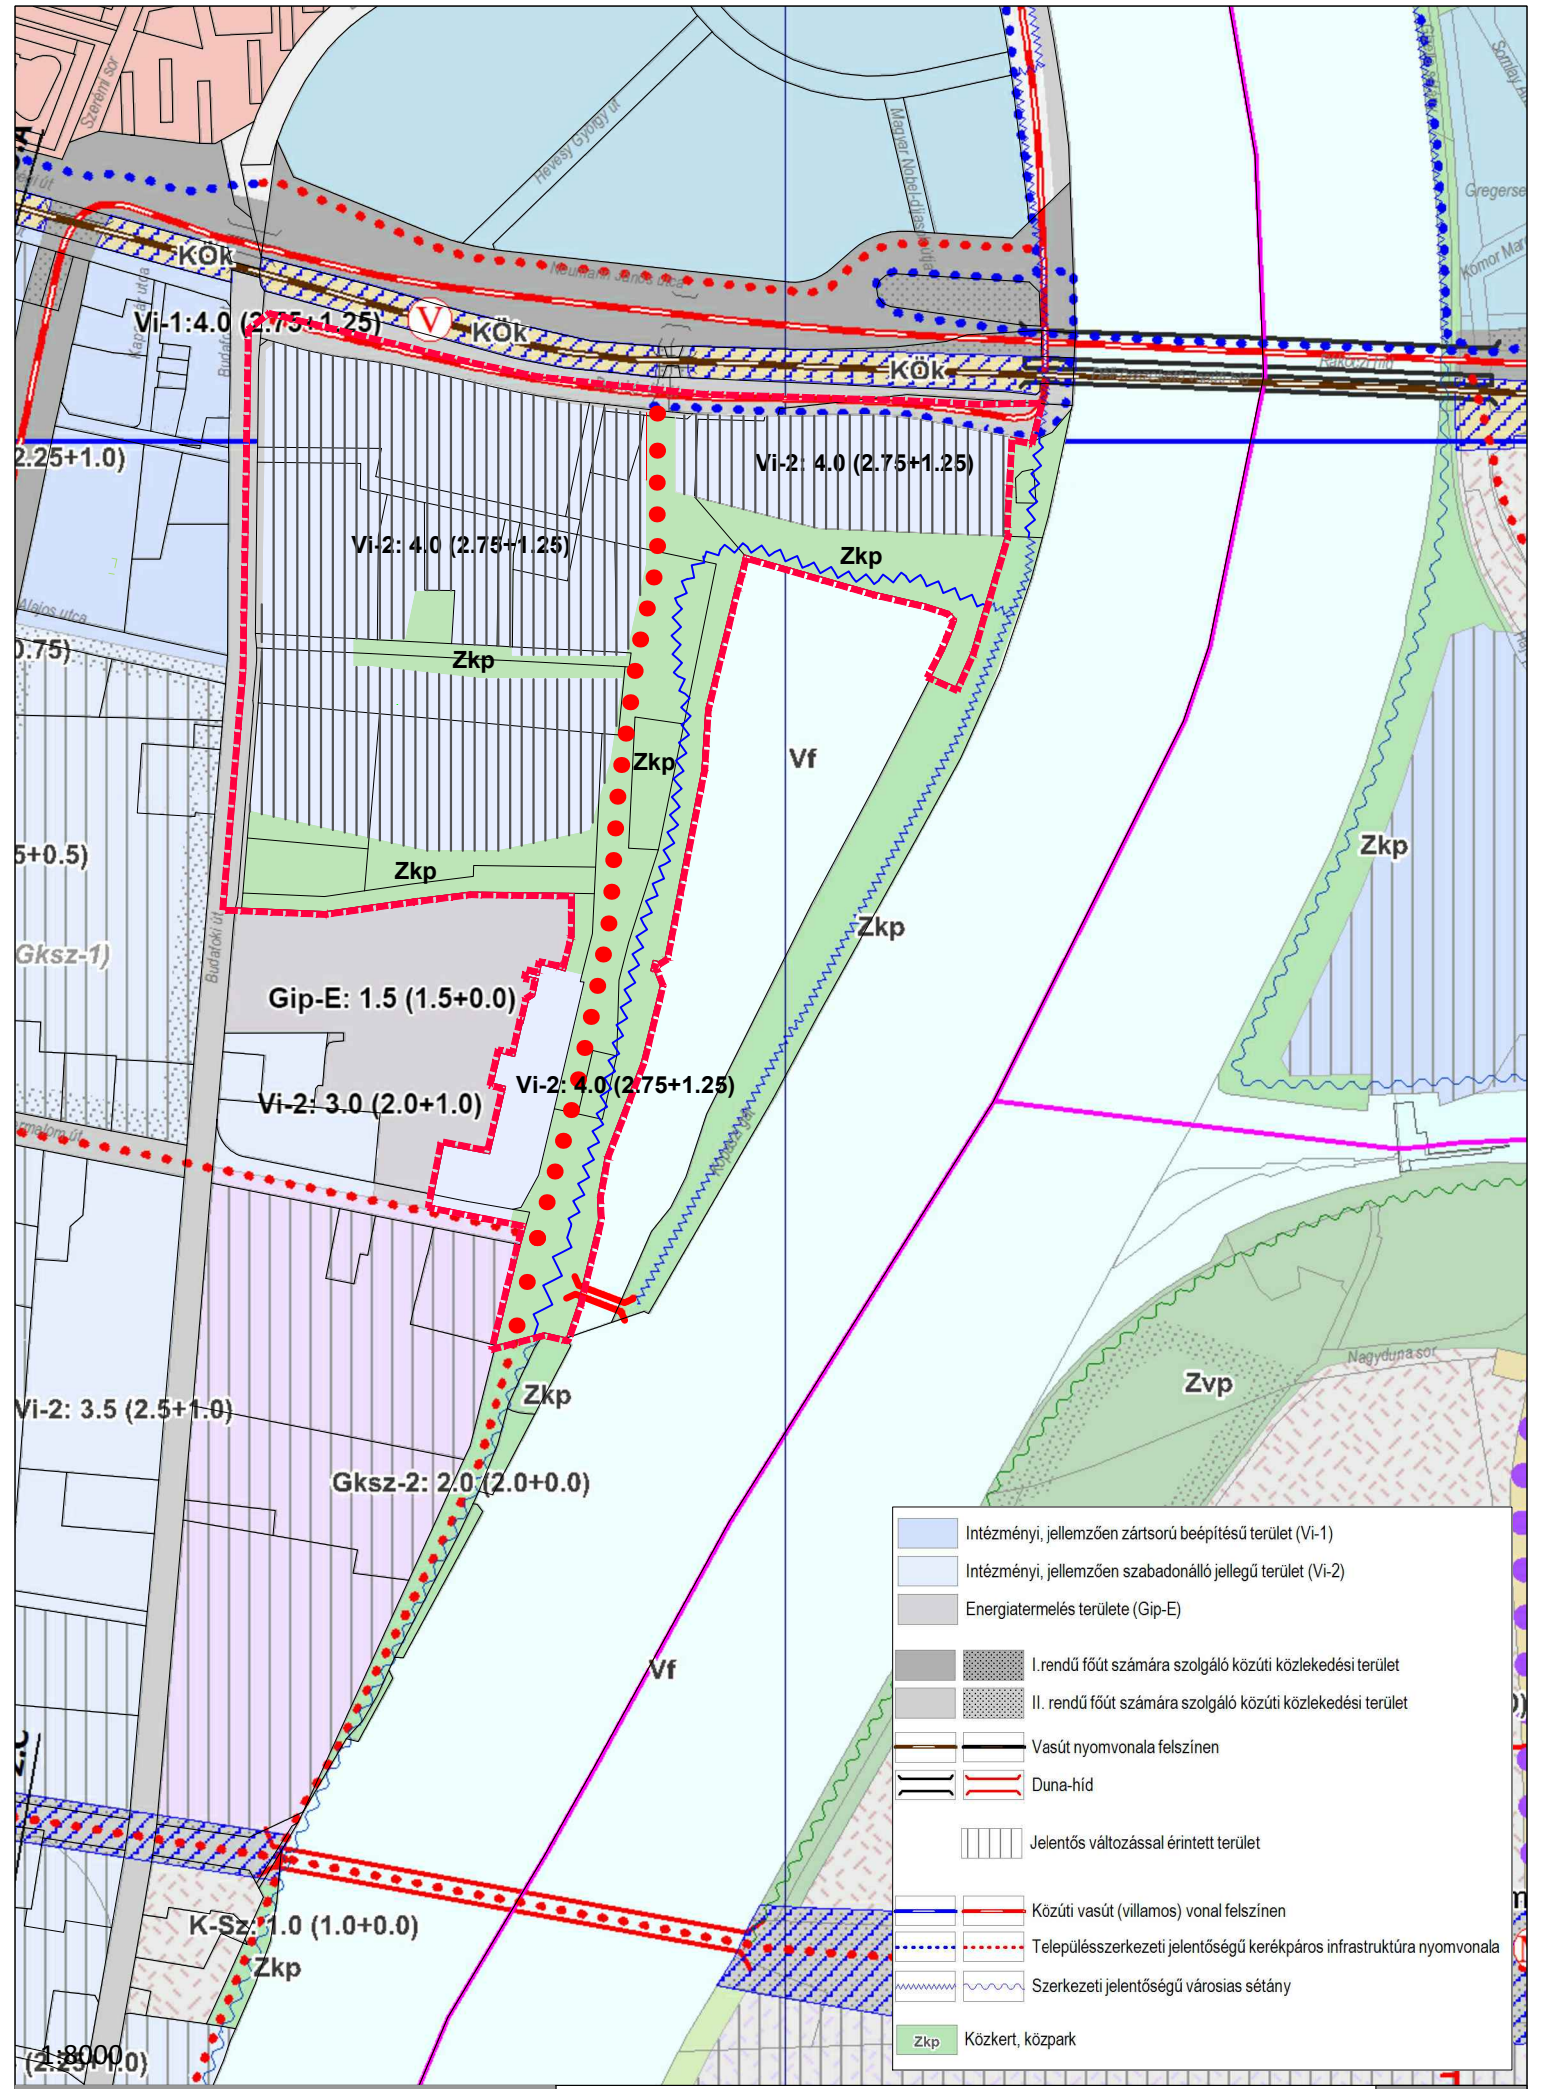 Szerémi sor
Hevesy György út
Somlay A
Gregerse
Komor Mar
KÖk
Neumann János utca
Vi-1:4.0 (2.75+1.25)
V
KÖk
KÖk
Rákóczi híd
2.25+1.0)
Vi-2: 4.0 (2.75+1.25)
Vi-2: 4.0 (2.75+1.25)
Zkp
Alajos utca
0.75)
Zkp
Zkp
Vf
Zkp
5+0.5)
Zkp
Zkp
Budafoki út
Gksz-1)
Gip-E: 1.5 (1.5+0.0)
Vi-2: 4.0 (2.75+1.25)
Vi-2: 3.0 (2.0+1.0)
Kopaszi gát
Nagyduna sor
Zvp
Zkp
Vi-2: 3.5 (2.5+1.0)
Gksz-2: 2.0 (2.0+0.0)
Vf
K-Sz: 1.0 (1.0+0.0)
Zkp
1:8000
Intézményi, jellemzően zártsorú beépítésű terület (Vi-1)
Intézményi, jellemzően szabadonálló jellegű terület (Vi-2)
Energiatermelés területe (Gip-E)
I.rendű főút számára szolgáló közúti közlekedési terület
II. rendű főút számára szolgáló közúti közlekedési terület
Vasút nyomvonala felszínen
Duna-híd
Jelentős változással érintett terület
Közúti vasút (villamos) vonal felszínen
Településszerkezeti jelentőségű kerékpáros infrastruktúra nyomvonala
Szerkezeti jelentőségű városias sétány
Zkp Közkert, közpark